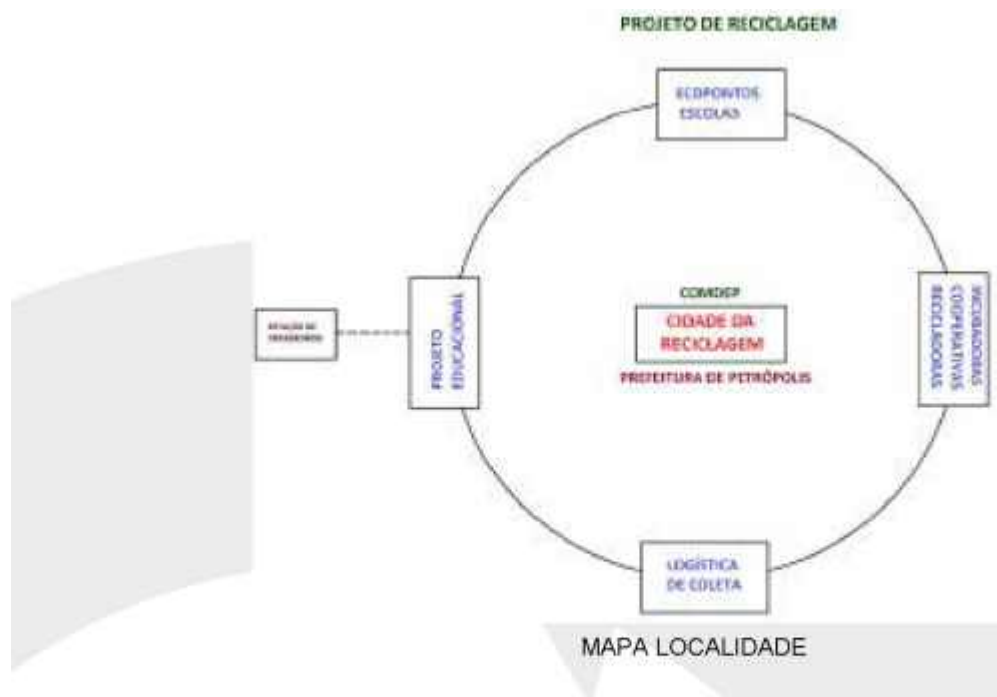 PROJETO DE RECICLAGEM
ECOPONTOS
ESCOLAS
PROJETO
EDUCACIONAL
COMDEP
CIDADE DA
RECICLAGEM
PREFEITURA DE PETRÓPOLIS
INCUBADORAS
COOPERATIVAS
RECICLADORAS
LOGÍSTICA
DE COLETA
MAPA LOCALIDADE